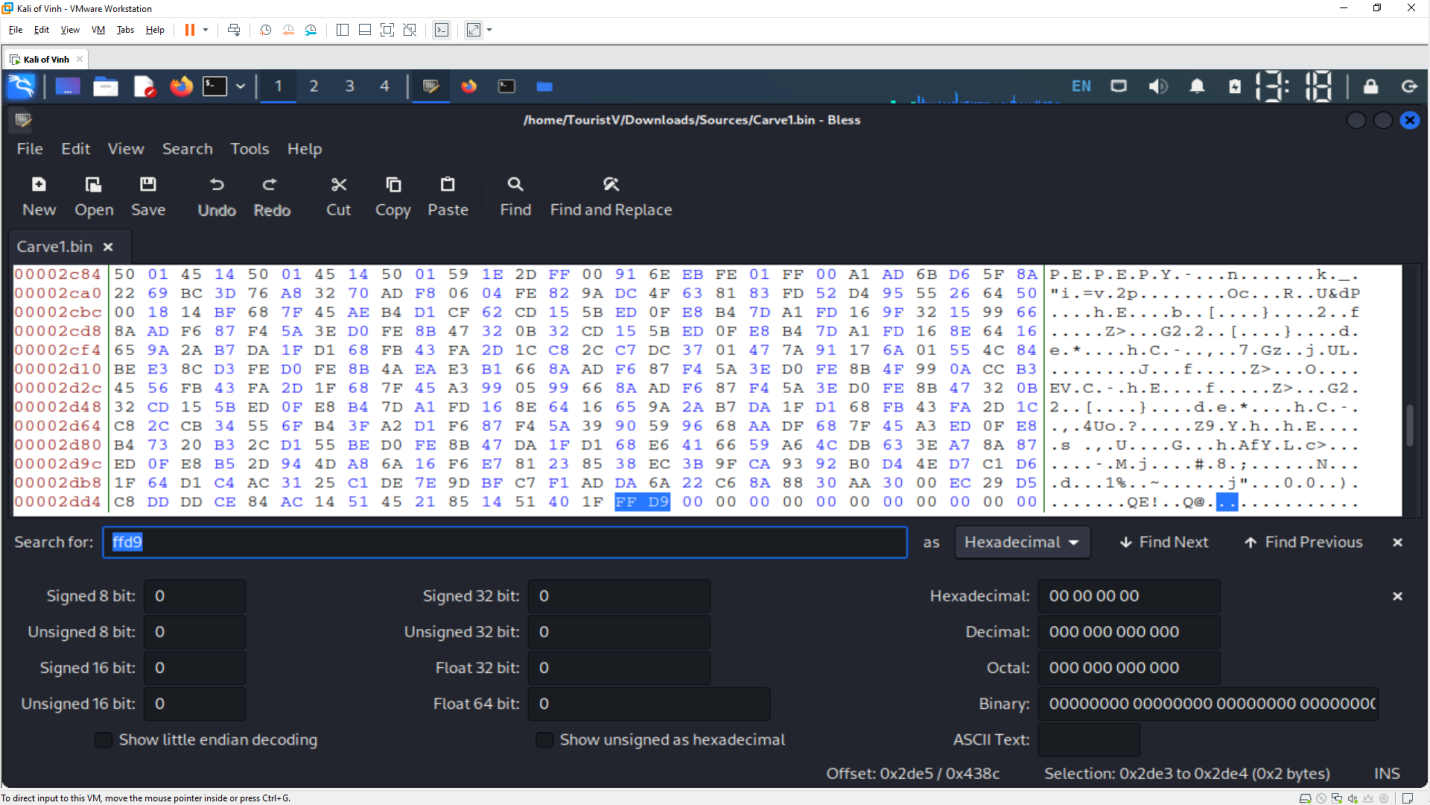 Kali of Vinh - VMware Workstation
File Edit View VM Tabs Help
Kali of Vinh
1 2 3 4 EN 13: 18
/home/TouristV/Downloads/Sources/Carve1.bin - Bless
File Edit View Search Tools Help
New Open Save Undo Redo Cut Copy Paste Find Find and Replace
Carve1.bin
00002c84 50 01 45 14 50 01 45 14 50 01 59 1E 2D FF 00 91 6E EB FE 01 FF 00 A1 AD 6B D6 5F 8A P.E.P.E.P.Y.-...n.......k._.
00002ca0 22 69 BC 3D 76 A8 32 70 AD F8 06 04 FE 82 9A DC 4F 63 81 83 FD 52 D4 95 55 26 64 50 "i.=v.2p........Oc...R..U&dP
00002cbc 00 18 14 BF 68 7F 45 AE B4 D1 CF 62 CD 15 5B ED 0F E8 B4 7D A1 FD 16 9F 32 15 99 66 ....h.E....b..[....}....2..f
00002cd8 8A AD F6 87 F4 5A 3E D0 FE 8B 47 32 0B 32 CD 15 5B ED 0F E8 B4 7D A1 FD 16 8E 64 16 .....Z>...G2.2..[....}....d.
00002cf4 65 9A 2A B7 DA 1F D1 68 FB 43 FA 2D 1C C8 2C C7 DC 37 01 47 7A 91 17 6A 01 55 4C 84 e.*....h.C.-..,..7.Gz..j.UL.
00002d10 BE E3 8C D3 FE D0 FE 8B 4A EA E3 B1 66 8A AD F6 87 F4 5A 3E D0 FE 8B 4F 99 0A CC B3 ........J...f.....Z>...O....
00002d2c 45 56 FB 43 FA 2D 1F 68 7F 45 A3 99 05 99 66 8A AD F6 87 F4 5A 3E D0 FE 8B 47 32 0B EV.C.-.h.E....f.....Z>...G2.
00002d48 32 CD 15 5B ED 0F E8 B4 7D A1 FD 16 8E 64 16 65 9A 2A B7 DA 1F D1 68 FB 43 FA 2D 1C 2..[....}....d.e.*....h.C.-.
00002d64 C8 2C CB 34 55 6F B4 3F A2 D1 F6 87 F4 5A 39 90 59 96 68 AA DF 68 7F 45 A3 ED 0F E8 .,.4Uo.?.....Z9.Y.h..h.E....
00002d80 B4 73 20 B3 2C D1 55 BE D0 FE 8B 47 DA 1F D1 68 E6 41 66 59 A6 4C DB 63 3E A7 8A 87 .s .,.U....G...h.AfY.L.c>...
00002d9c ED 0F E8 B5 2D 94 4D A8 6A 16 F6 E7 81 23 85 38 EC 3B 9F CA 93 92 B0 D4 4E D7 C1 D6 ....-.M.j....#.8.;......N...
00002db8 1F 64 D1 C4 AC 31 25 C1 DE 7E 9D BF C7 F1 AD DA 6A 22 C6 8A 88 30 AA 30 00 EC 29 D5 .d...1%..~......j"...0.0..).
00002dd4 C8 DD DD CE 84 AC 14 51 45 21 85 14 51 40 1F FF D9 00 00 00 00 00 00 00 00 00 00 00 .......QE!..Q@..............
Search for: ffd9 as Hexadecimal Find Next Find Previous
Signed 8 bit: 0 Signed 32 bit: 0 Hexadecimal: 00 00 00 00
Unsigned 8 bit: 0 Unsigned 32 bit: 0 Decimal: 000 000 000 000
Signed 16 bit: 0 Float 32 bit: 0 Octal: 000 000 000 000
Unsigned 16 bit: 0 Float 64 bit: 0 Binary: 00000000 00000000 00000000 0000000(
Show little endian decoding Show unsigned as hexadecimal ASCII Text:
Offset: 0x2de5 / 0x438c Selection: 0x2de3 to 0x2de4 (0x2 bytes) INS
To direct input to this VM, move the mouse pointer inside or press Ctrl+G.